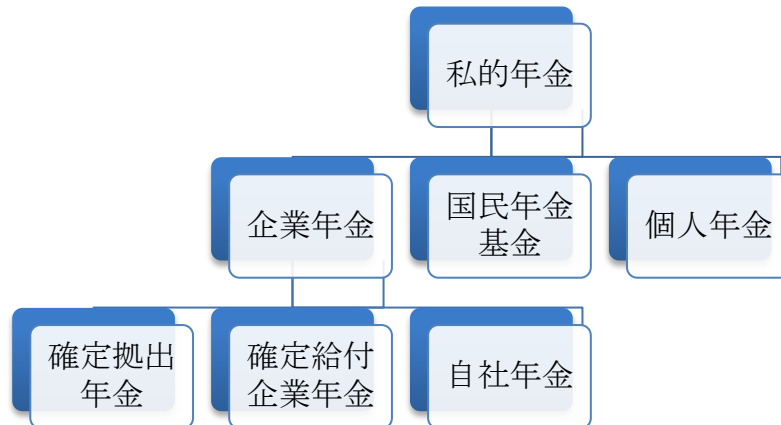 私的年金
企業年金
国民年金
基金
個人年金
確定拠出
年金
確定給付
企業年金
自社年金